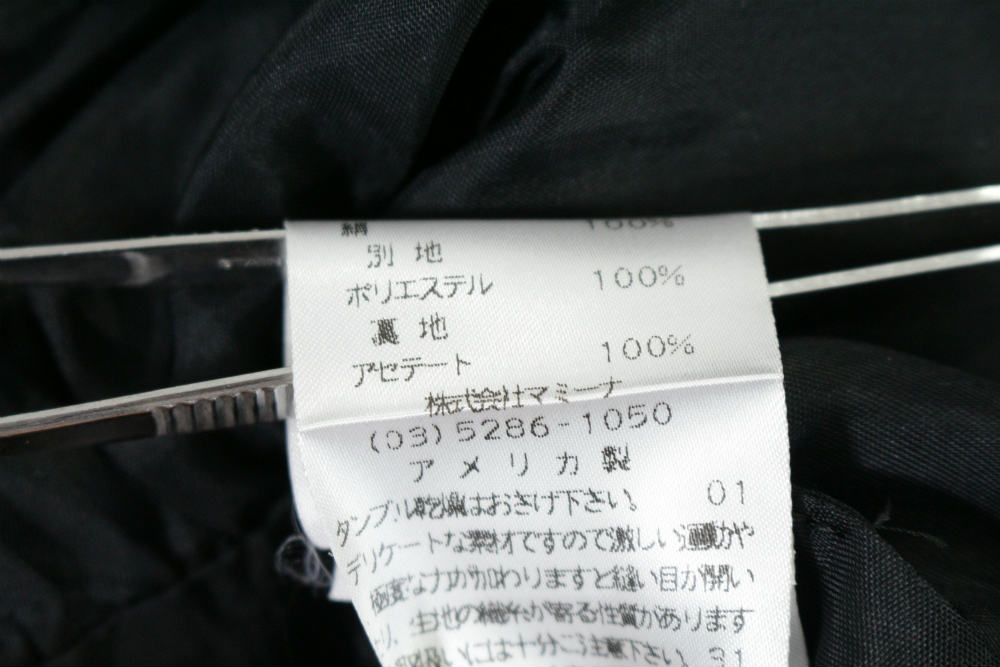 絹 100%
別 地
ポリエステル 100%
裏 地
アセテート 100%
株式会社マミーナ
(03)5286-1050
アメリカ製
タンブル乾燥はおさけ下さい。 01
デリケートな素材ですので激しい運動や
極度な力が加わりますと縫い目が開い
り、生地の織糸が寄る性質があります
は十分ご注意下さい。 31